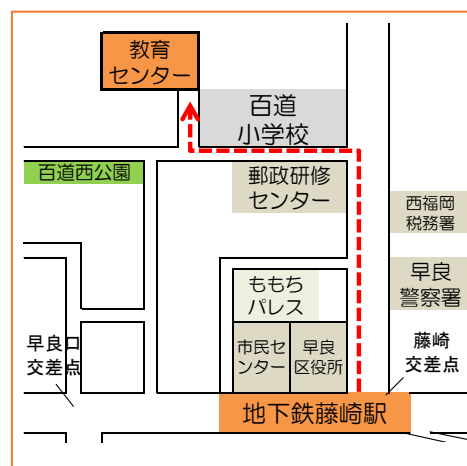 教育
センター
百道
小学校
百道西公園
郵政研修
センター
西福岡
税務署
早良
警察署
ももち
パレス
市民セ
ンター
早良
区役所
早良口
交差点
藤崎
交差点
地下鉄藤崎駅